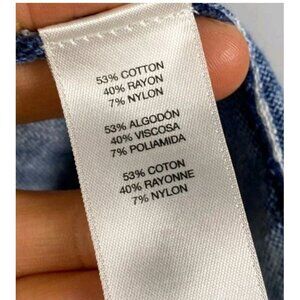 53% COTTON
40% RAYON
7% NYLON
53% ALGODÓN
40% VISCOSA
7% POLIAMIDA
53% COTON
40% RAYONNE
7% NYLON